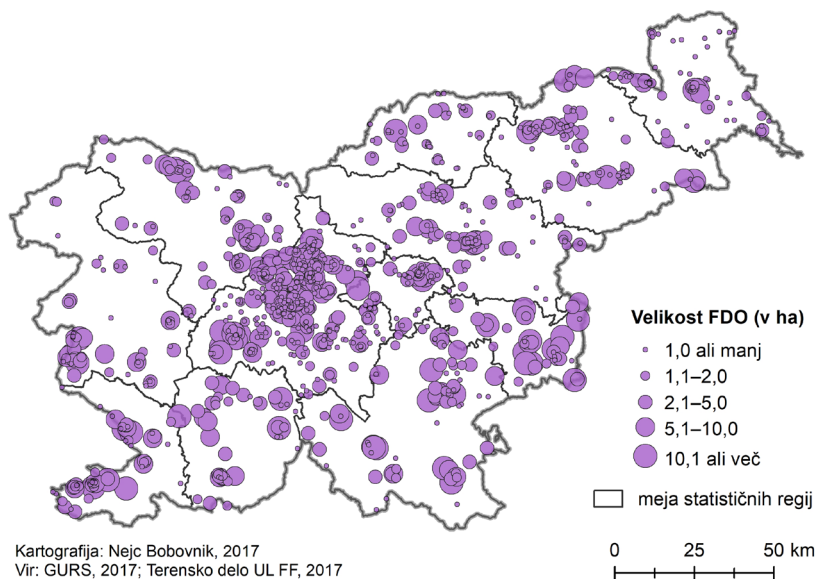 Velikost FDO (v ha)
1,0 ali manj
1,1–2,0
2,1–5,0
5,1–10,0
10,1 ali več
meja statističnih regij
Kartografija: Nejc Bobovnik, 2017
Vir: GURS, 2017; Terensko delo UL FF, 2017
0 25 50 km